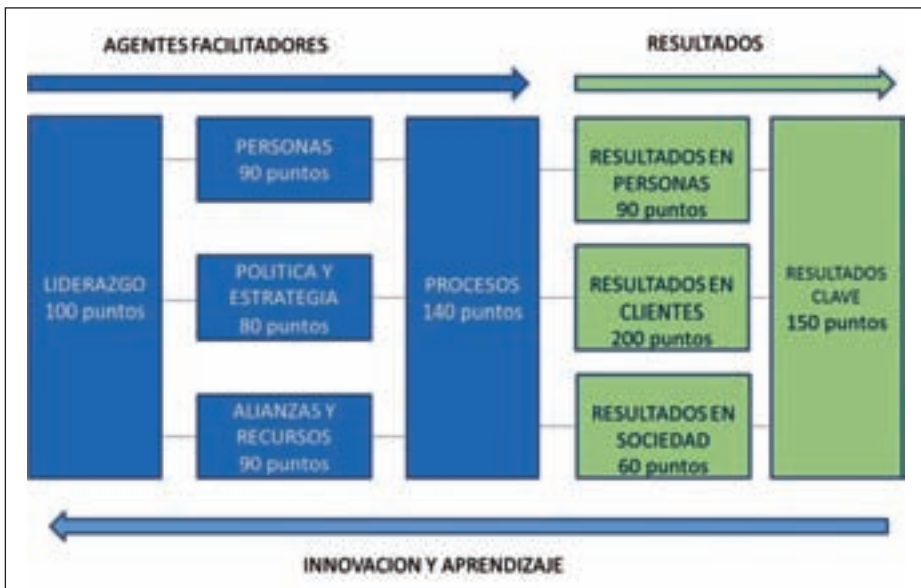 AGENTES FACILITADORES
RESULTADOS
LIDERAZGO
100 puntos
PERSONAS
90 puntos
POLITICA Y
ESTRATEGIA
80 puntos
ALIANZAS Y
RECURSOS
90 puntos
PROCESOS
140 puntos
RESULTADOS EN
PERSONAS
90 puntos
RESULTADOS EN
CLIENTES
200 puntos
RESULTADOS EN
SOCIEDAD
60 puntos
RESULTADOS
CLAVE
150 puntos
INNOVACION Y APRENDIZAJE